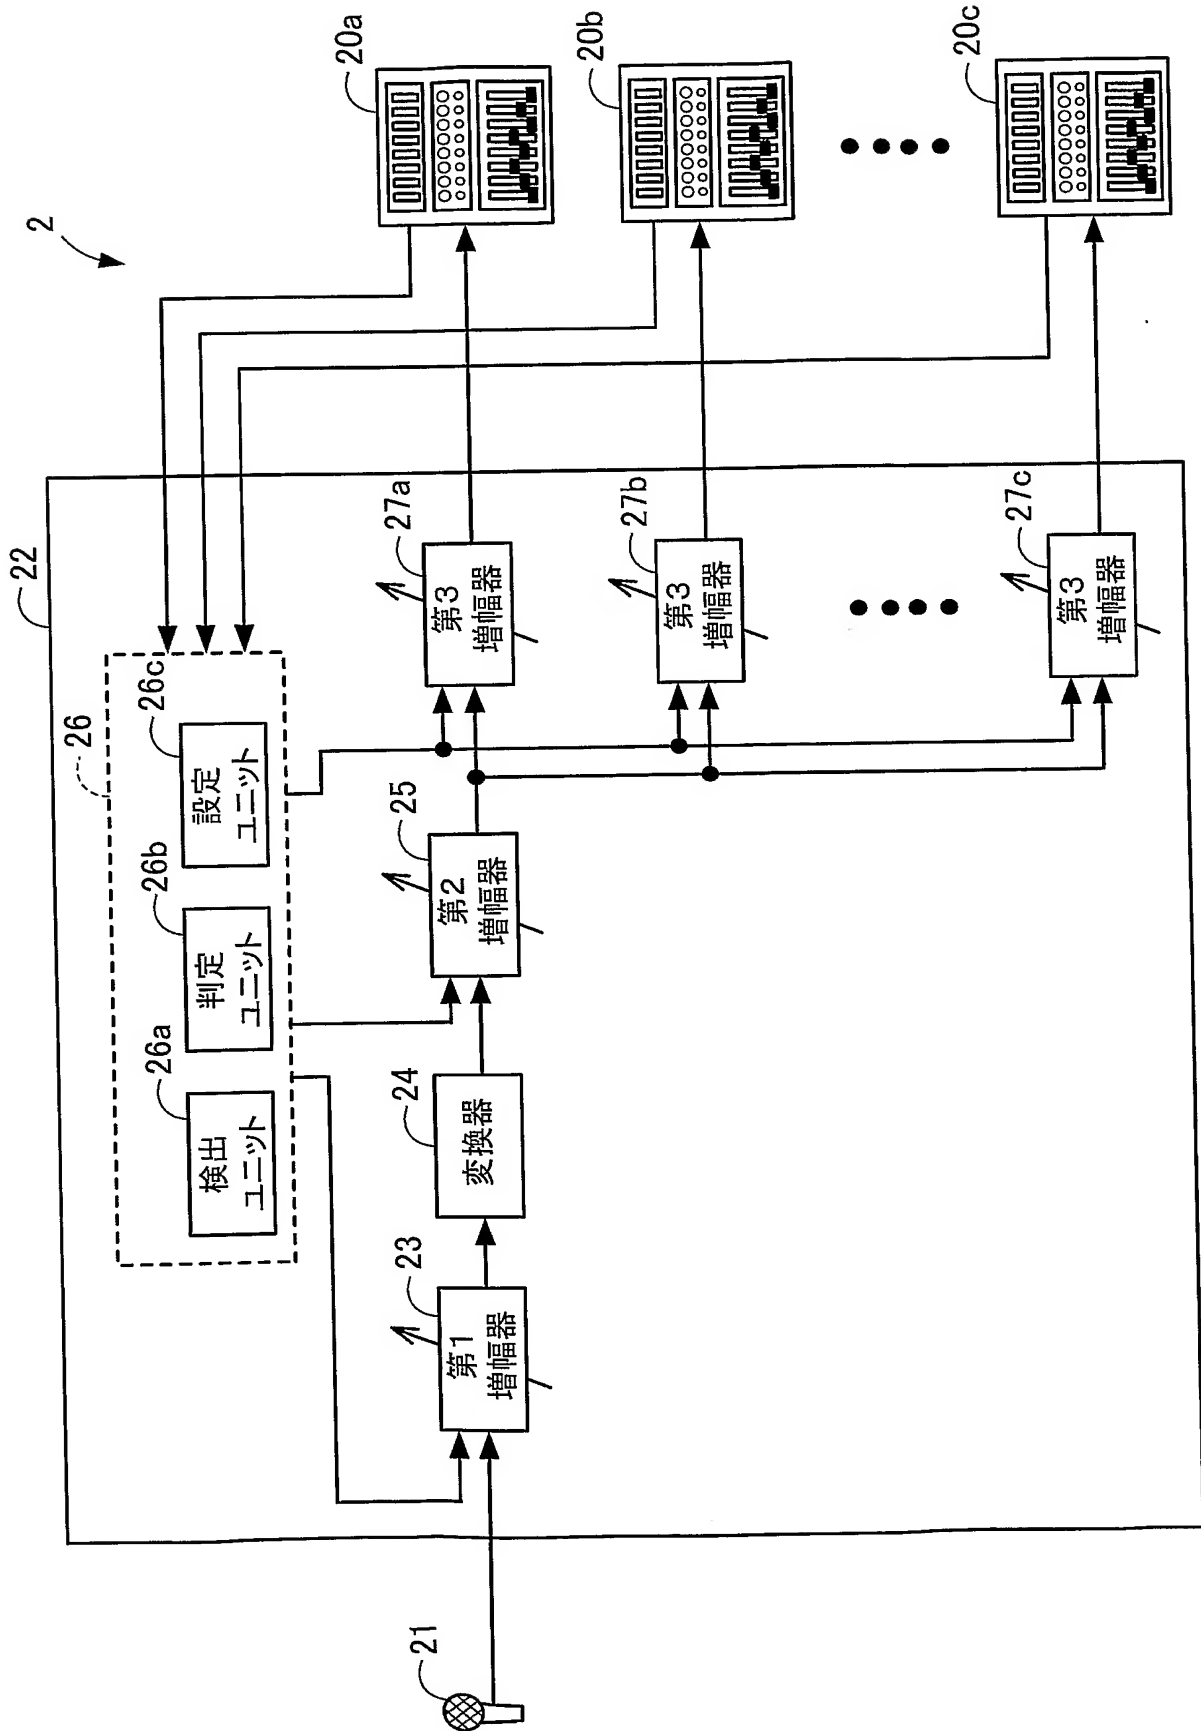 2
22
26
26a
検出
ユニット
26b
判定
ユニット
26c
設定
ユニット
21
23
第1
増幅器
24
変換器
25
第2
増幅器
27a
第3
増幅器
27b
第3
増幅器
27c
第3
増幅器
20a
20b
20c